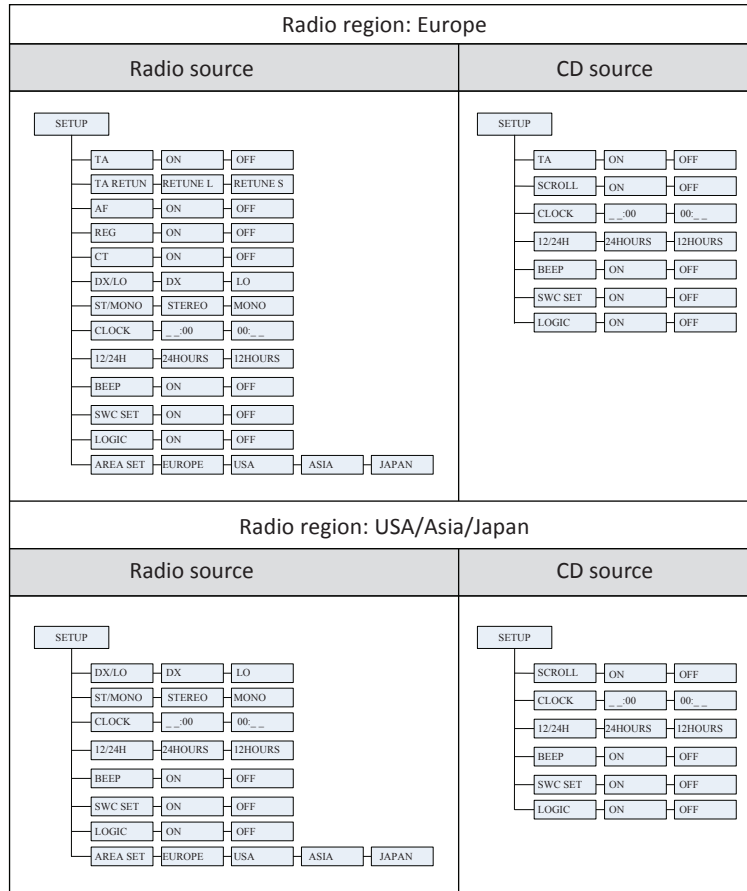 Radio region: Europe
Radio source
CD source
SETUP
TA ON OFF
TA RETUN RETUNE L RETUNE S
AF ON OFF
REG ON OFF
CT ON OFF
DX/LO DX LO
ST/MONO STEREO MONO
CLOCK _ _:00 00:_ _
12/24H 24HOURS 12HOURS
BEEP ON OFF
SWC SET ON OFF
LOGIC ON OFF
AREA SET EUROPE USA ASIA JAPAN
SETUP
TA ON OFF
SCROLL ON OFF
CLOCK _ _:00 00:_ _
12/24H 24HOURS 12HOURS
BEEP ON OFF
SWC SET ON OFF
LOGIC ON OFF
Radio region: USA/Asia/Japan
Radio source
CD source
SETUP
DX/LO DX LO
ST/MONO STEREO MONO
CLOCK _ _:00 00:_ _
12/24H 24HOURS 12HOURS
BEEP ON OFF
SWC SET ON OFF
LOGIC ON OFF
AREA SET EUROPE USA ASIA JAPAN
SETUP
SCROLL ON OFF
CLOCK _ _:00 00:_ _
12/24H 24HOURS 12HOURS
BEEP ON OFF
SWC SET ON OFF
LOGIC ON OFF